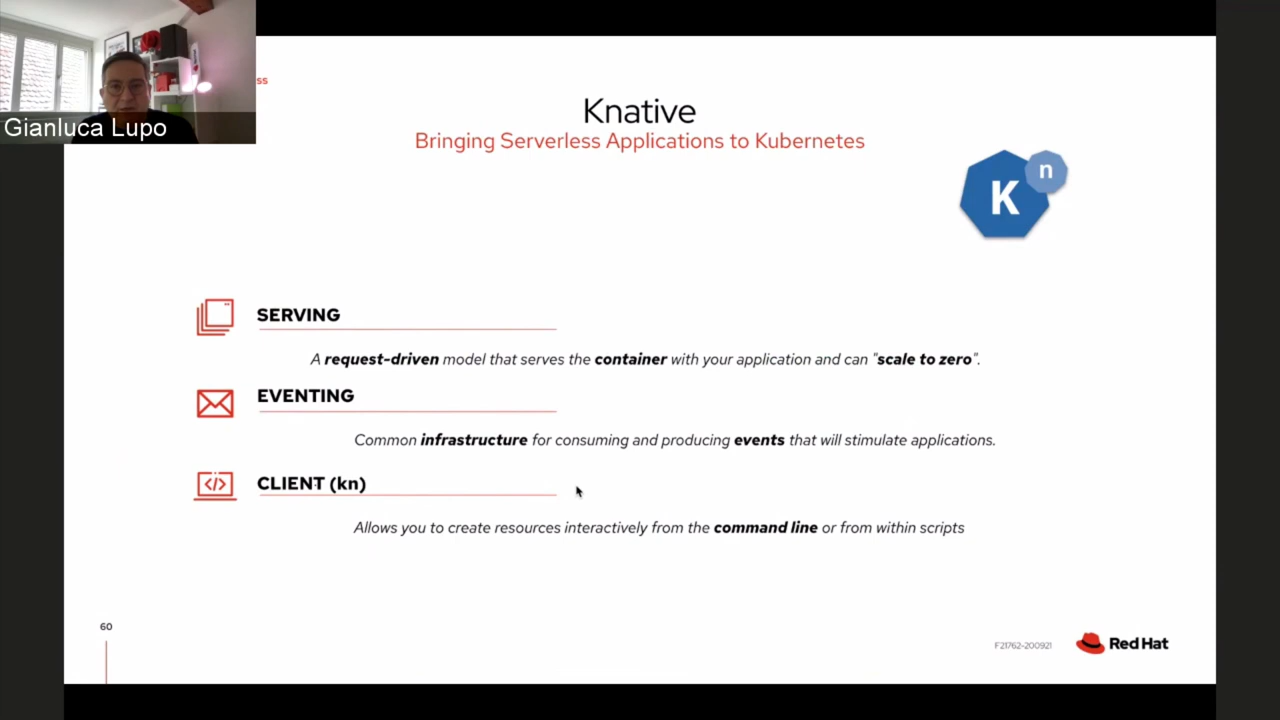 Gianluca Lupo
ss
Knative
Bringing Serverless Applications to Kubernetes
K
n
SERVING
A request-driven model that serves the container with your application and can "scale to zero".
EVENTING
Common infrastructure for consuming and producing events that will stimulate applications.
CLIENT (kn)
</>
Allows you to create resources interactively from the command line or from within scripts
60
F21762-200921
Red Hat